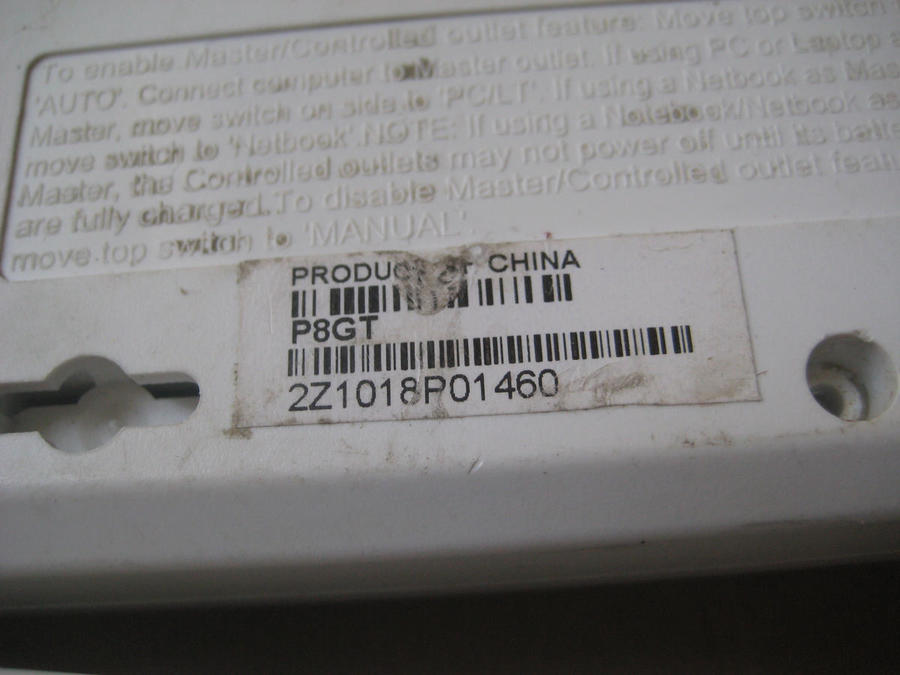 To enable Master/Controlled outlet feature: Move top switch
'AUTO'. Connect computer to Master outlet. If using PC or Laptop
Master, move switch on side to 'PC/LT'. If using a Netbook as
move switch to 'Netbook'.NOTE: If using a Notebook/Netbook as
Master, the Controlled outlets may not power off until its
are fully charged.To disable Master/Controlled outlet
move top switch to 'MANUAL'.
PRODUCT OF CHINA
P8GT
2Z1018P01460